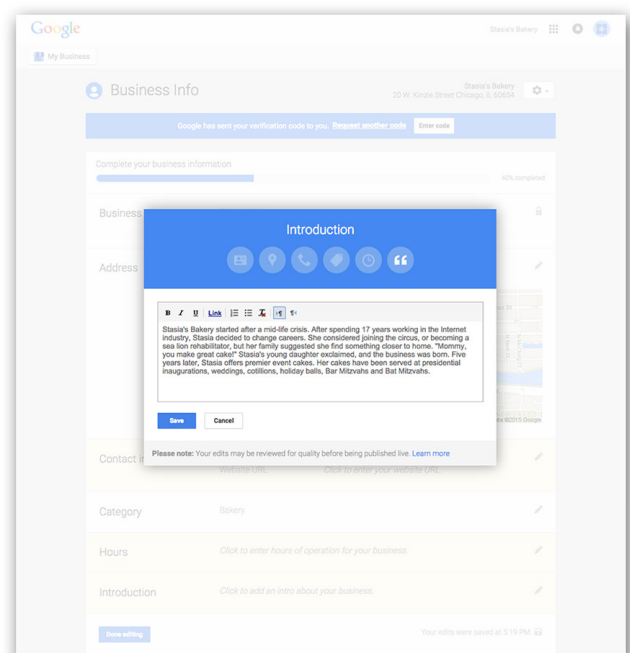 Google
Stasia's Bakery
My Business
Business Info
Stasia's Bakery
20 W. Kinzie Street Chicago, IL 60654
Google has sent your verification code to you. Request another code Enter code
Complete your business information
40% completed
Business
Introduction
Address
B I U Link
Stasia's Bakery started after a mid-life crisis. After spending 17 years working in the Internet
industry, Stasia decided to change careers. She considered joining the circus, or becoming a
sea lion rehabilitator, but her family suggested she find something closer to home. "Mommy,
you make great cake!" Stasia's young daughter exclaimed, and the business was born. Five
years later, Stasia offers premier event cakes. Her cakes have been served at presidential
inaugurations, weddings, cotillions, holiday balls, Bar Mitzvahs and Bat Mitzvahs.
©2015 Google
Save Cancel
Please note: Your edits may be reviewed for quality before being published live. Learn more
Contact
Website URL: Click to enter your website URL.
Category Bakery
Hours Click to enter hours of operation for your business.
Introduction Click to add an intro about your business.
Done editing Your edits were saved at 5:19 PM